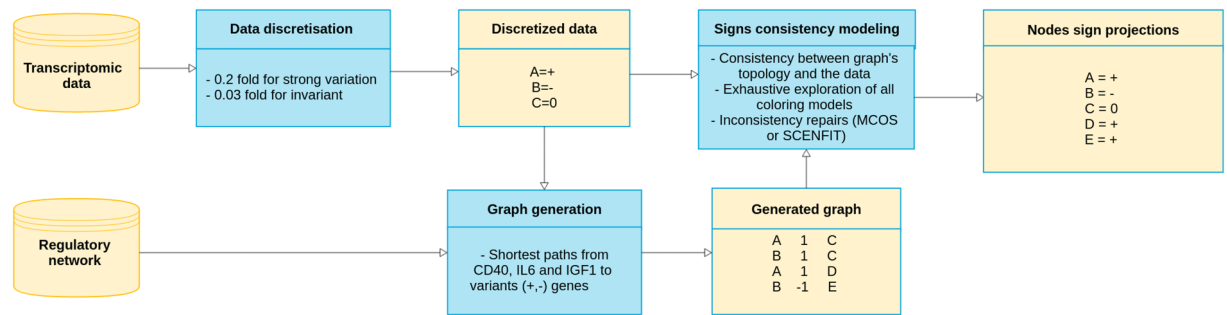 Transcriptomic
data
Data discretisation
- 0.2 fold for strong variation
- 0.03 fold for invariant
Discretized data
A=+
B=-
C=0
Signs consistency modeling
- Consistency between graph's
topology and the data
- Exhaustive exploration of all
coloring models
- Inconsistency repairs (MCOS
or SCENFIT)
Nodes sign projections
A = +
B = -
C = 0
D = +
E = +
Regulatory
network
Graph generation
- Shortest paths from
CD40, IL6 and IGF1 to
variants (+,-) genes
Generated graph
A 1 C
B 1 C
A 1 D
B -1 E